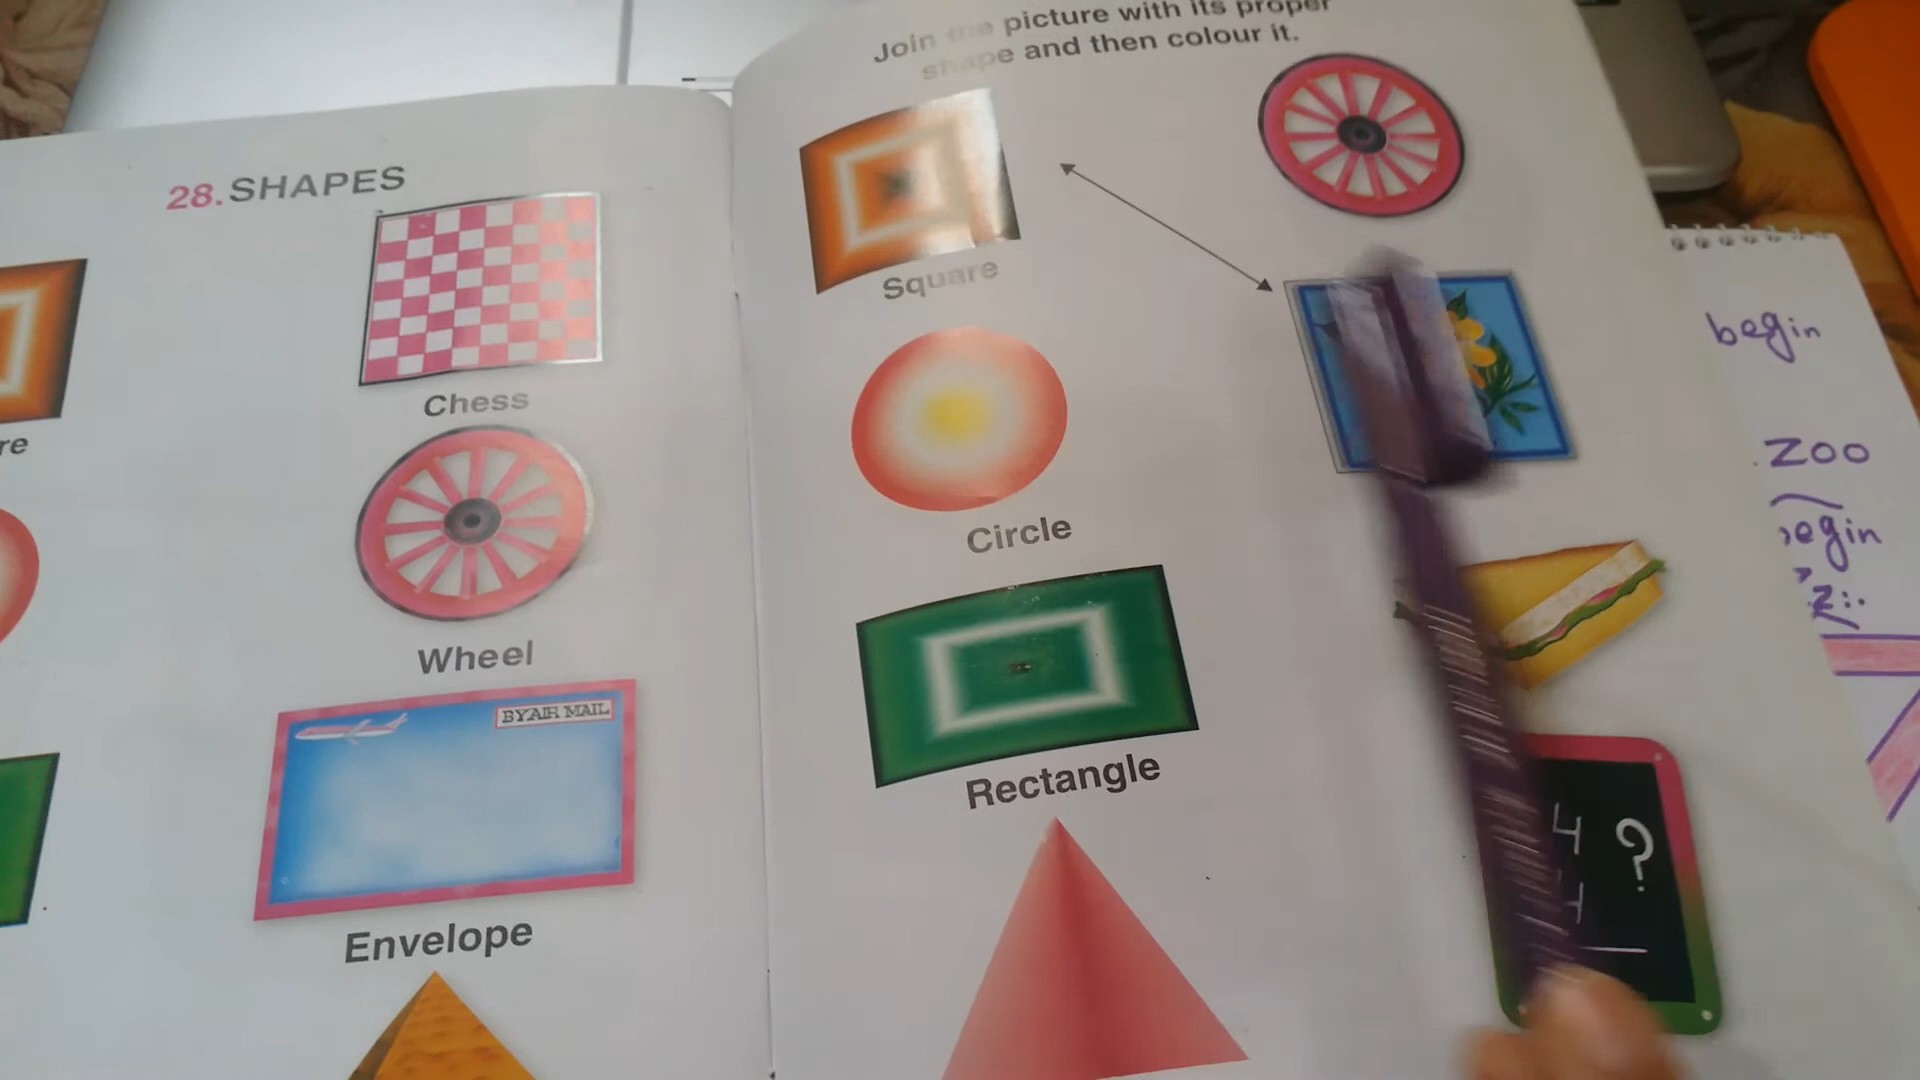 28. SHAPES
re
Chess
Wheel
BY AIR MAIL
Envelope
Join the picture with its proper
shape and then colour it.
Square
Circle
Rectangle
4 ?
begin
Zoo
egin